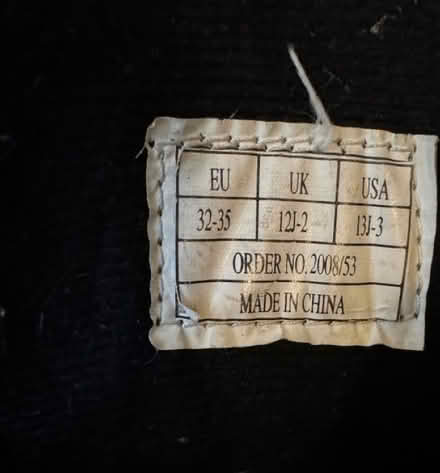 EU UK USA
32-35 12J-2 13J-3
ORDER NO. 2008/53
MADE IN CHINA